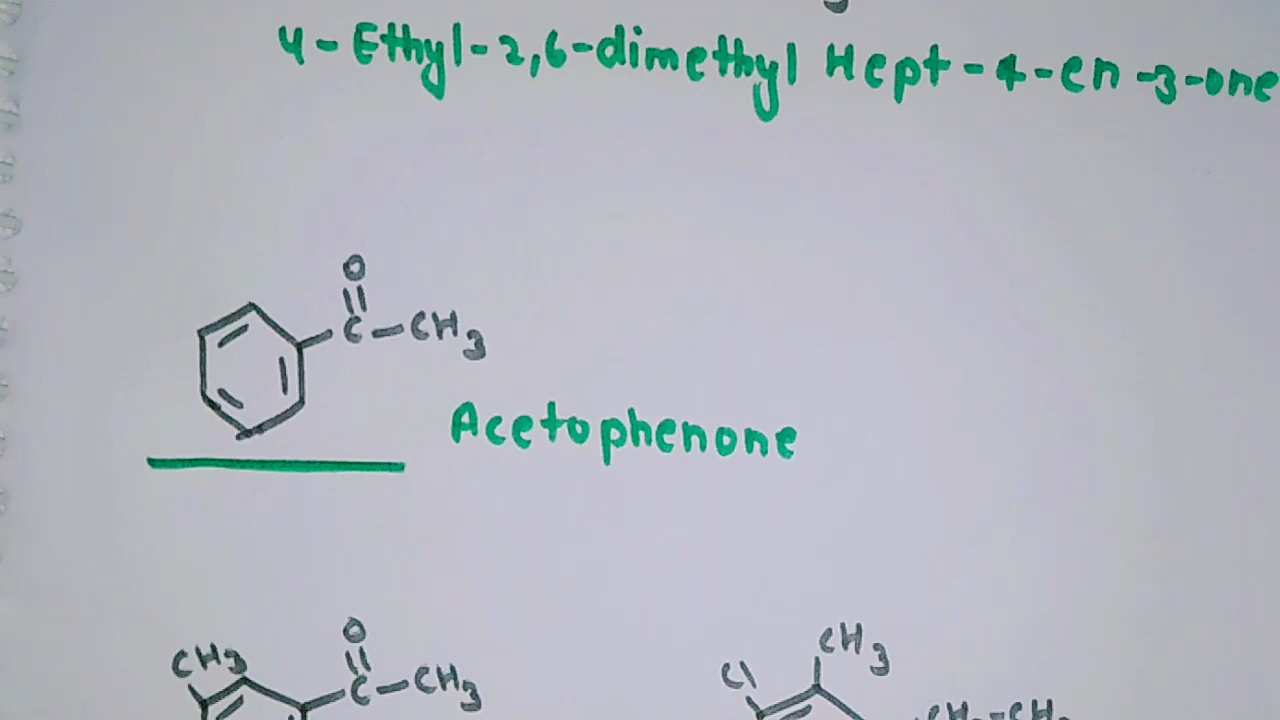 4-Ethyl-2,6-dimethyl Hept-4-en-3-one
O
C-CH3
Acetophenone
O
CH3
C-CH3
CH3
Cl